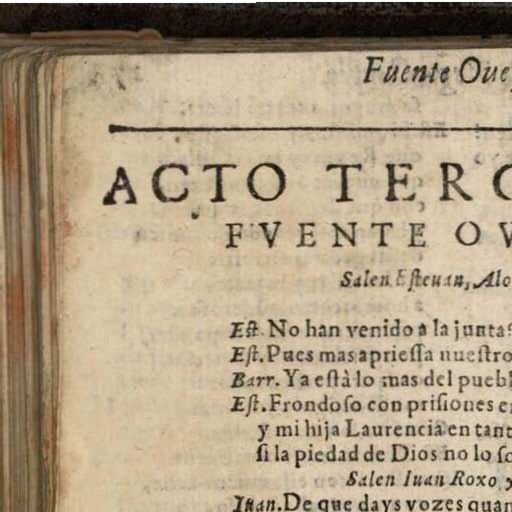 Fuente Oue
ACTO TERC
FVENTE OV
Salen Esteuan, Alo
Est. No han venido a la junta?
Est. Pues mas apriessa nuestro
Barr. Ya està lo mas del puebl
Est. Frondoso con prisiones en
y mi hija Laurencia en tant
si la piedad de Dios no lo so
Salen Iuan Roxo, y
Iuan. De que days vozes quan